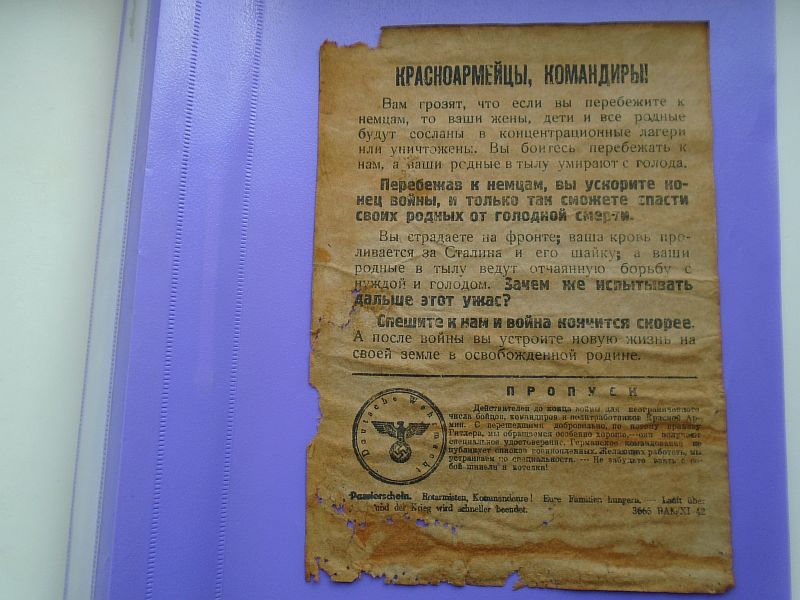 КРАСНОАРМЕЙЦЫ, КОМАНДИРЫ!
Вам грозят, что если вы перебежите к
немцам, то ваши жены, дети и все родные
будут сосланы в концентрационные лагери
или уничтожены. Вы боитесь перебежать к
нам, а ваши родные в тылу умирают с голода.
Перебежав к немцам, вы ускорите ко-
нец войны, и только так сможете спасти
своих родных от голодной смерти.
Вы страдаете на фронте; ваша кровь про-
ливается за Сталина и его шайку; а ваши
родные в тылу ведут отчаянную борьбу с
нуждой и голодом. Зачем же испытывать
дальше этот ужас?
Спешите к нам и война кончится скорее.
А после войны вы устроите новую жизнь на
своей земле в освобожденной родине.
ПРОПУСК
Действителен до конца войны для неограниченного
числа бойцов, командиров и политработников Красной Ар-
мии. С перешедшими добровольно, по новому приказу
Гитлера, мы обращаемся особенно хорошо,—они получают
специальное удостоверение. Германское командование не
публикует списков военнопленных. Желающих работать, мы
устраиваем по специальности. — Не забудьте взять с со-
бой шинели и котелки!
Deutsche Wehrmacht
Passierschein. Rotarmisten, Kommandeure! Eure Familien hungern. — Lauft über
und der Krieg wird schneller beendet.
3665 RAK/XI 42